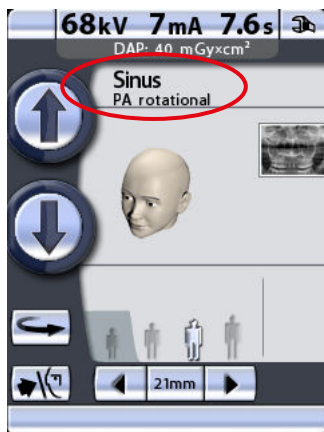 68kV 7mA 7.6s
DAP: 40 mGy×cm²
Sinus
PA rotational
21mm